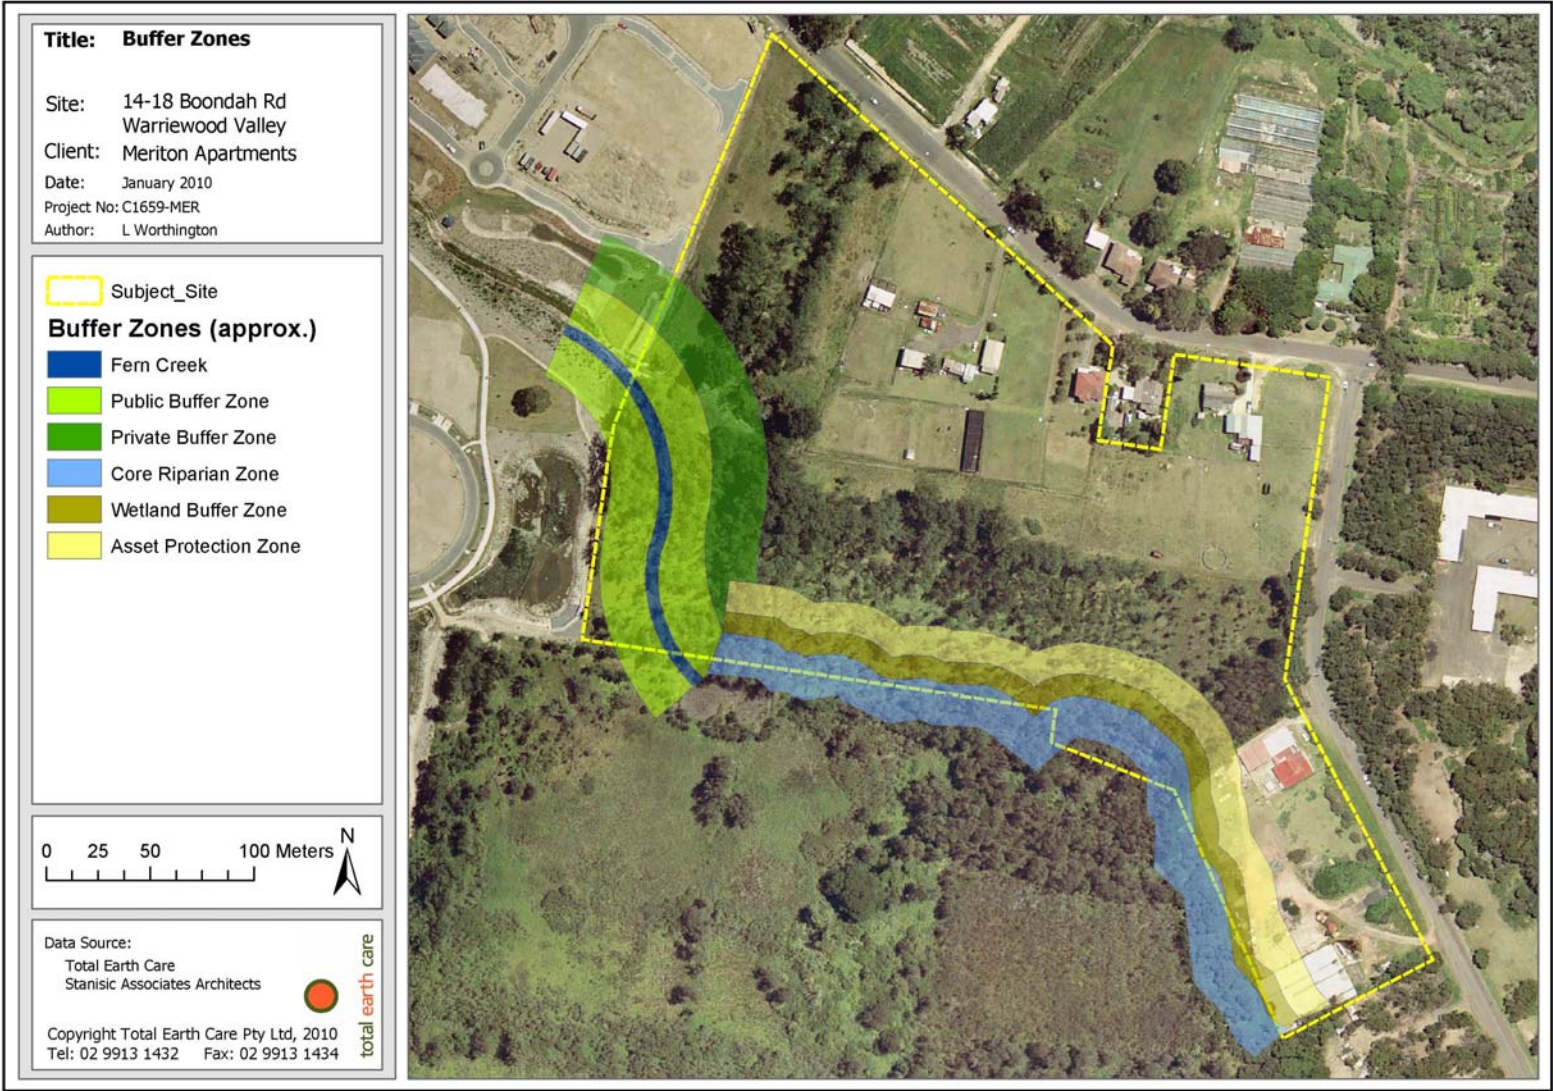 Title: Buffer Zones
Site: 14-18 Boondah Rd
Warriewood Valley
Client: Meriton Apartments
Date: January 2010
Project No: C1659-MER
Author: L Worthington
Subject_Site
Buffer Zones (approx.)
Fern Creek
Public Buffer Zone
Private Buffer Zone
Core Riparian Zone
Wetland Buffer Zone
Asset Protection Zone
0 25 50 100 Meters
N
Data Source:
Total Earth Care
Stanisic Associates Architects
total earth care
Copyright Total Earth Care Pty Ltd, 2010
Tel: 02 9913 1432 Fax: 02 9913 1434